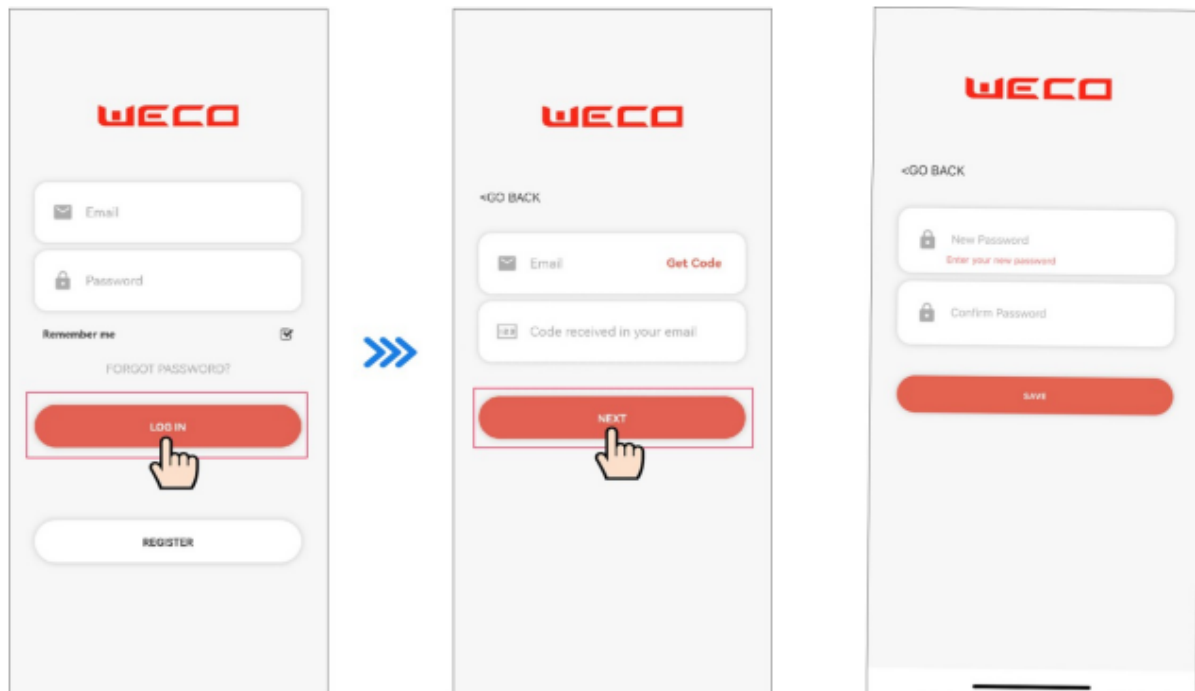 WECO
Email
Password
Remember me
FORGOT PASSWORD?
LOG IN
REGISTER
WECO
<GO BACK
Email Get Code
Code received in your email
NEXT
WECO
<GO BACK
New Password
Enter your new password
Confirm Password
SAVE